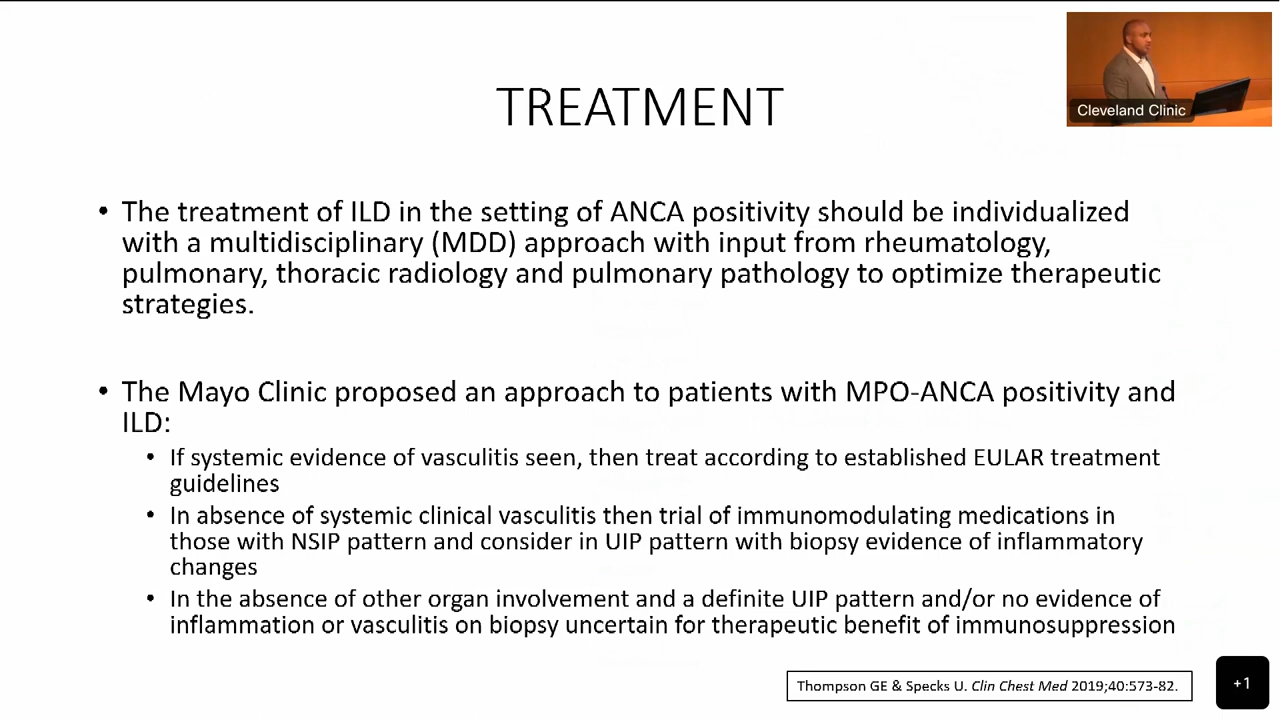 Cleveland Clinic
TREATMENT
• The treatment of ILD in the setting of ANCA positivity should be individualized
with a multidisciplinary (MDD) approach with input from rheumatology,
pulmonary, thoracic radiology and pulmonary pathology to optimize therapeutic
strategies.
• The Mayo Clinic proposed an approach to patients with MPO-ANCA positivity and
ILD:
• If systemic evidence of vasculitis seen, then treat according to established EULAR treatment
guidelines
• In absence of systemic clinical vasculitis then trial of immunomodulating medications in
those with NSIP pattern and consider in UIP pattern with biopsy evidence of inflammatory
changes
• In the absence of other organ involvement and a definite UIP pattern and/or no evidence of
inflammation or vasculitis on biopsy uncertain for therapeutic benefit of immunosuppression
Thompson GE & Specks U. Clin Chest Med 2019;40:573-82.
+1